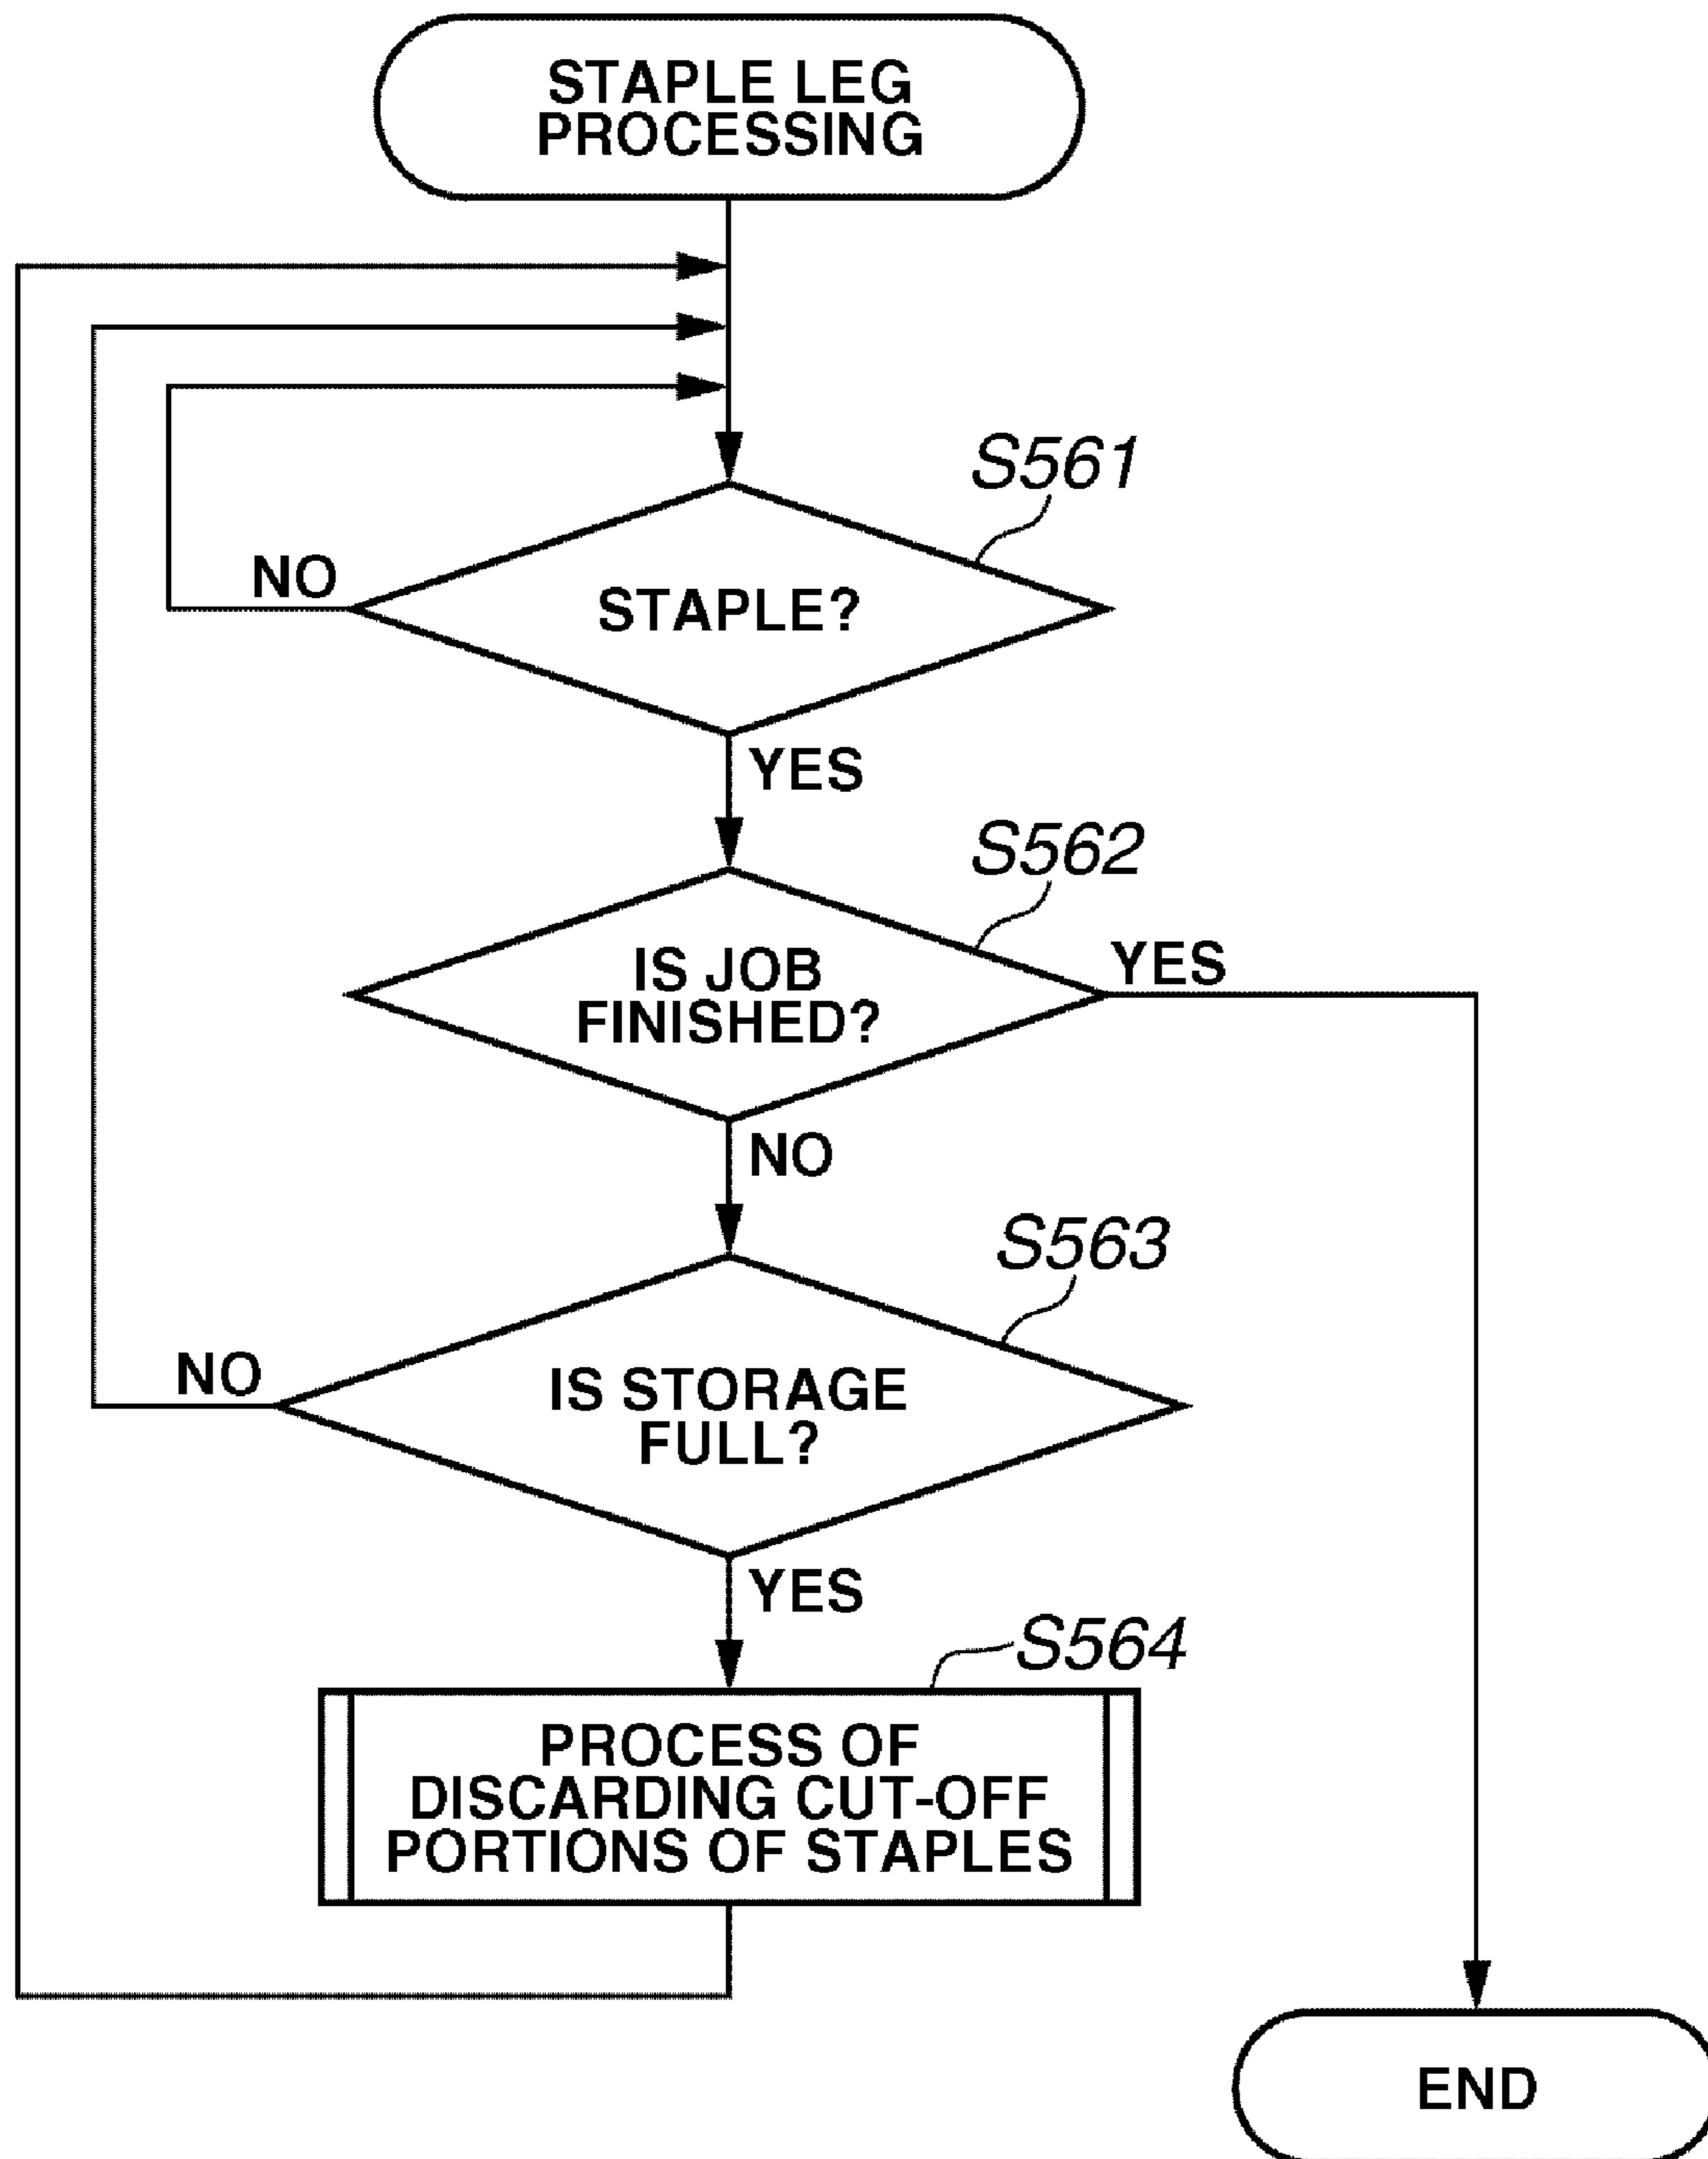 STAPLE LEG
PROCESSING
S561
NO
STAPLE?
YES
S562
IS JOB
FINISHED?
YES
NO
S563
NO
IS STORAGE
FULL?
YES
S564
PROCESS OF
DISCARDING CUT-OFF
PORTIONS OF STAPLES
END